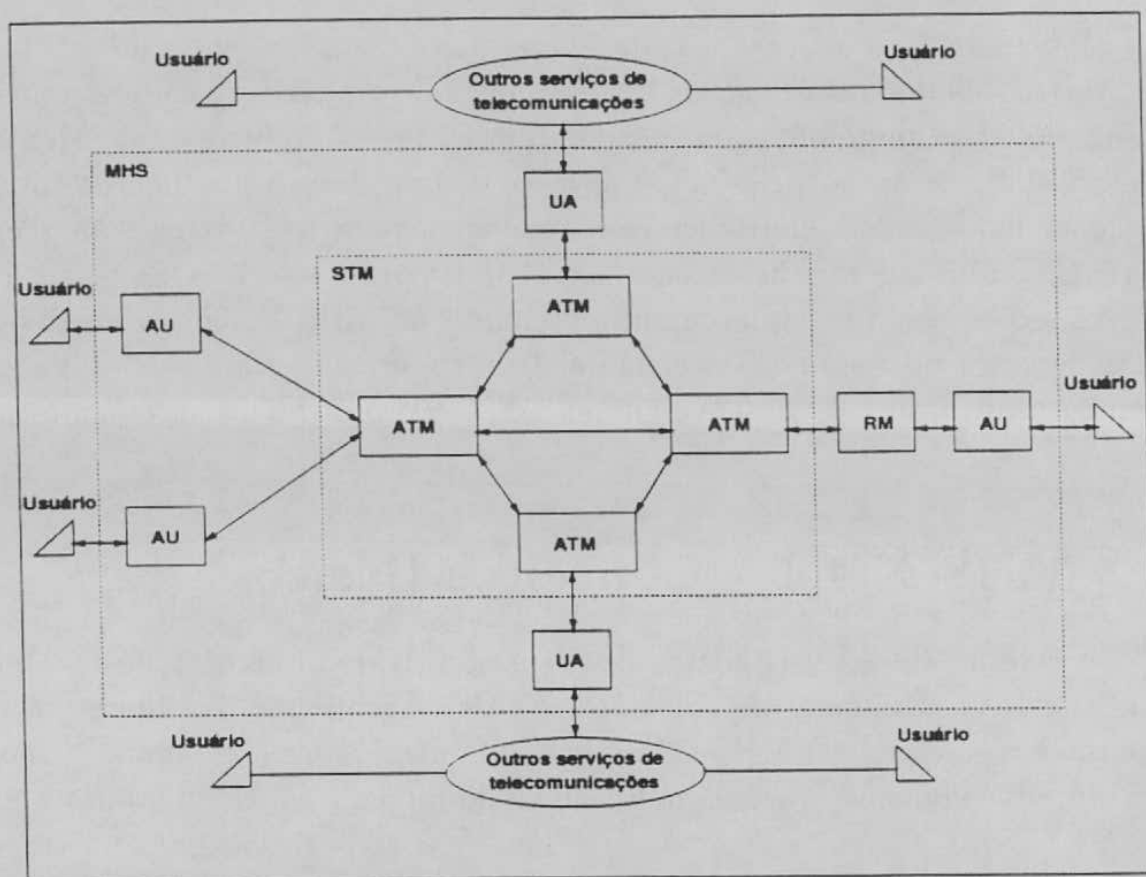 Usuário
Usuário
Outros serviços de
telecomunicações
MHS
UA
STM
Usuário
AU
ATM
Usuário
ATM
ATM
RM
AU
Usuário
AU
ATM
UA
Usuário
Usuário
Outros serviços de
telecomunicações